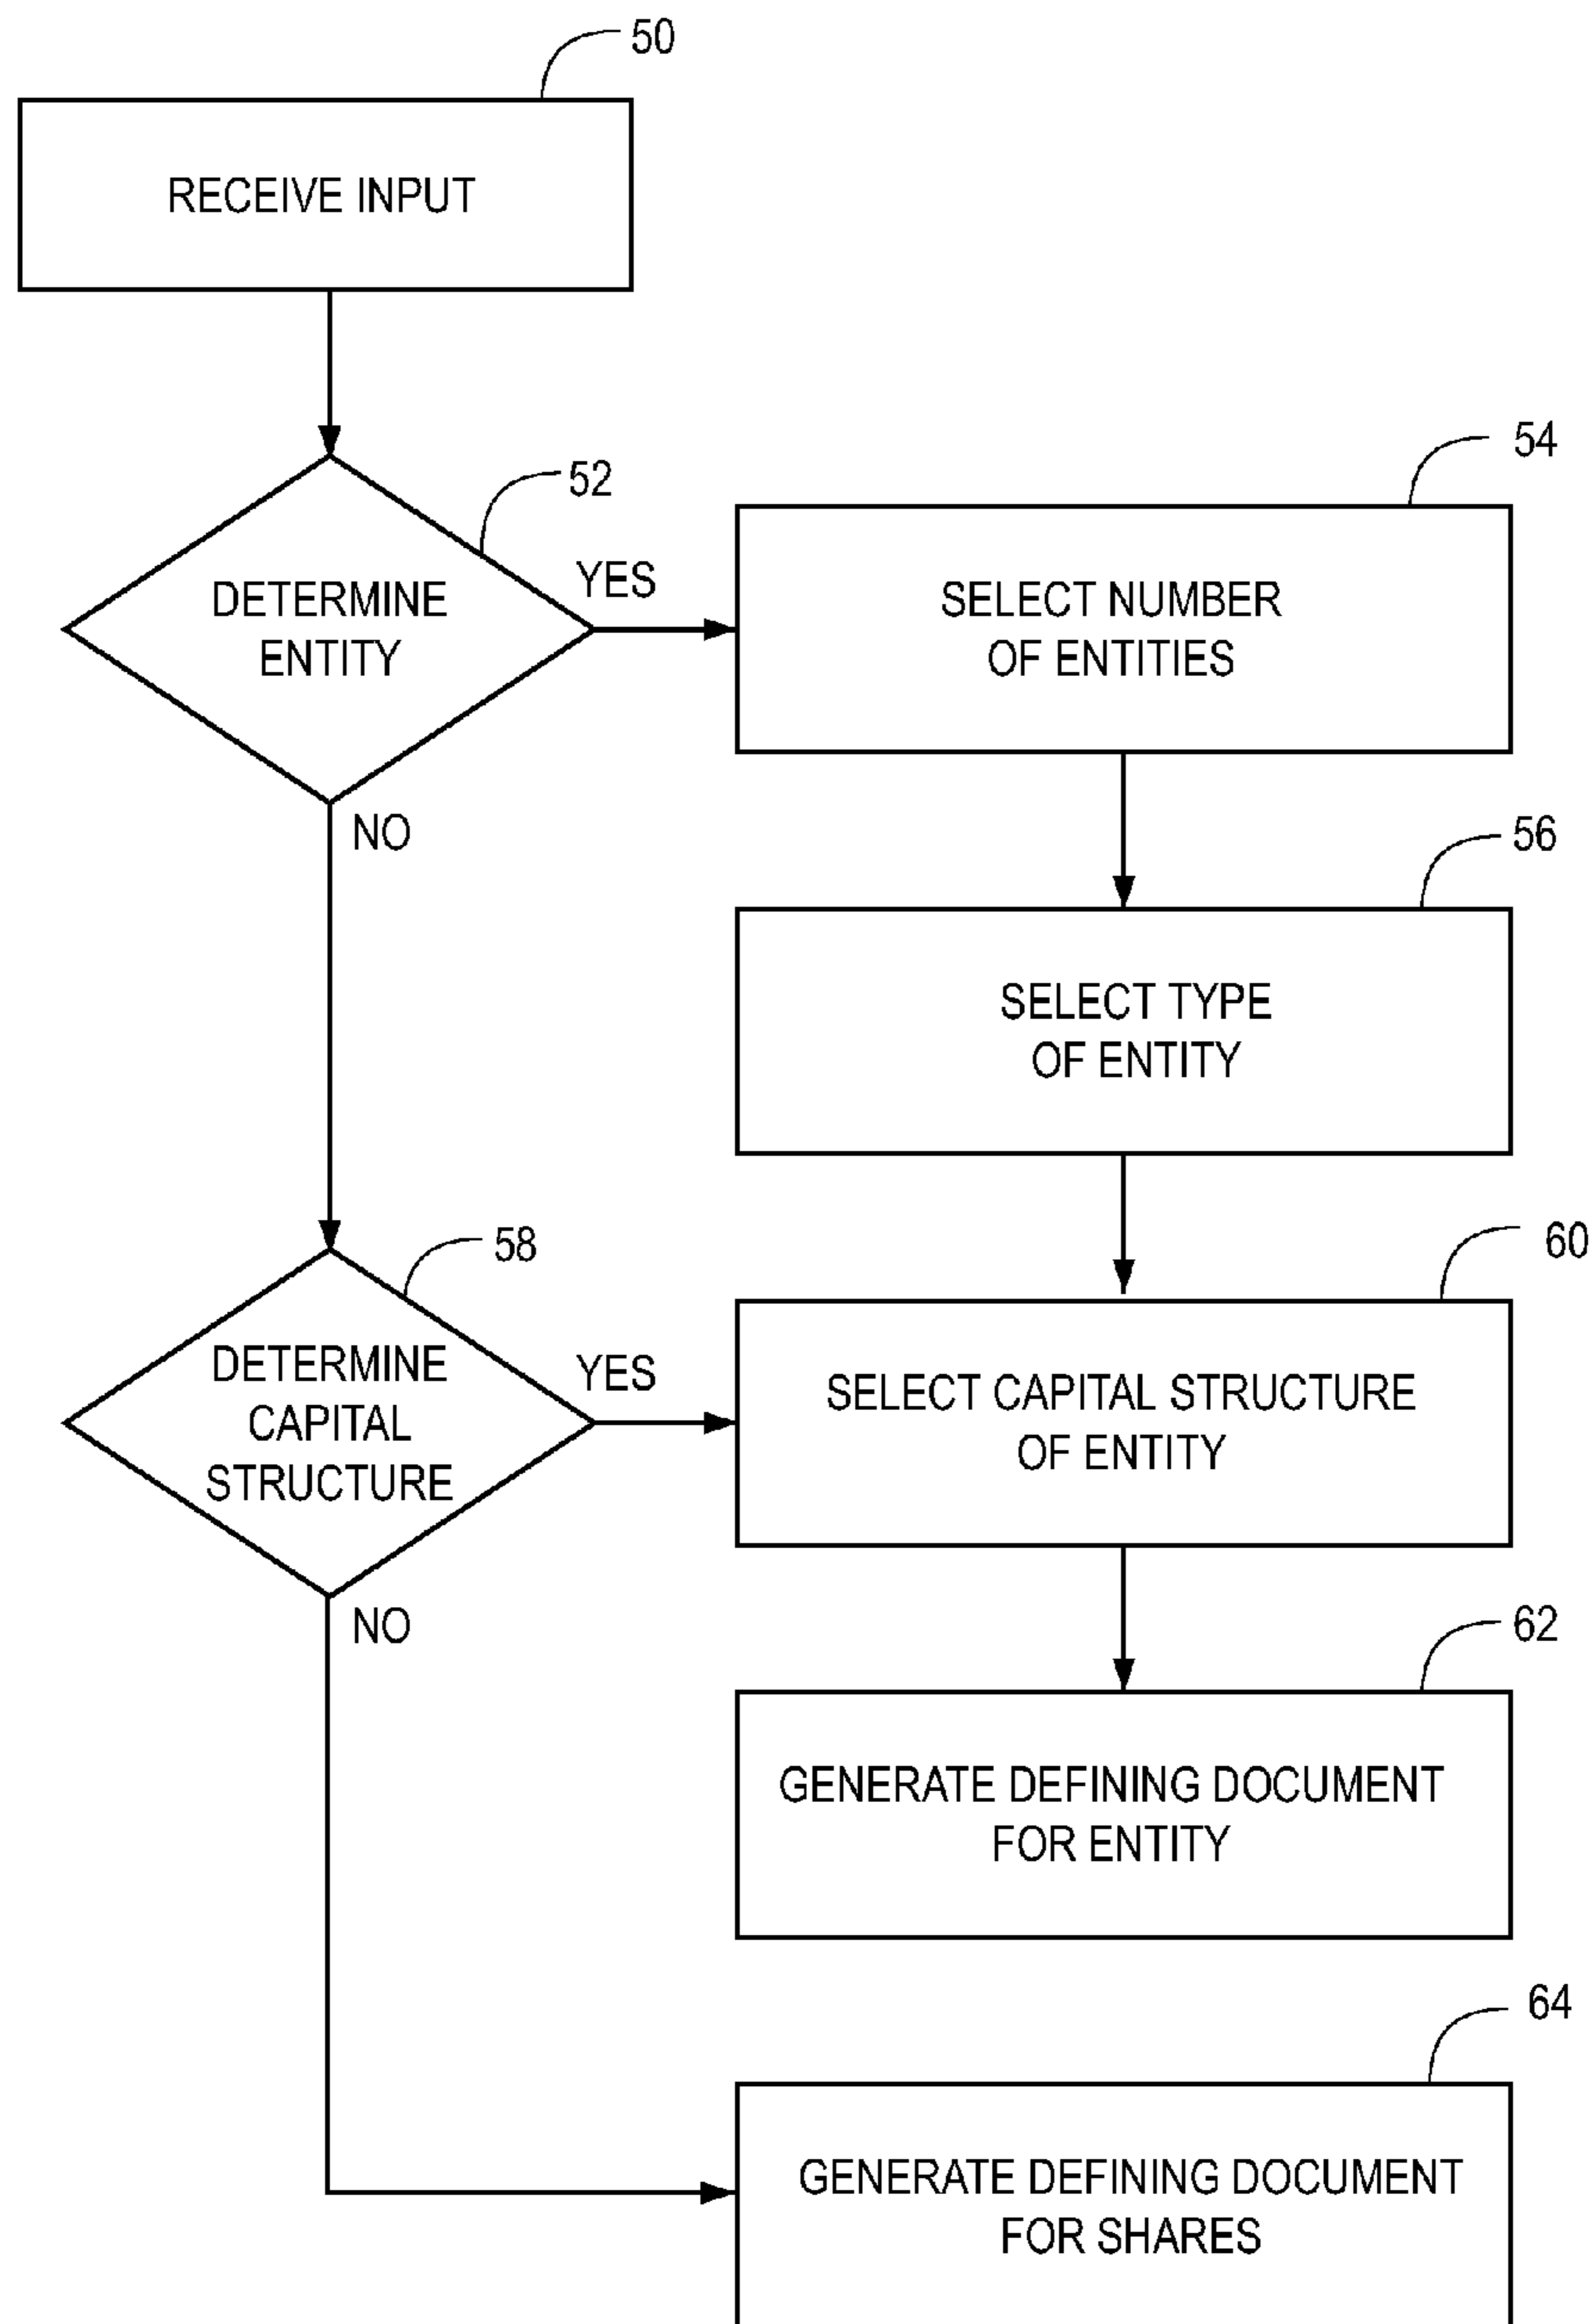 50
RECEIVE INPUT
52
DETERMINE
ENTITY
YES
NO
54
SELECT NUMBER
OF ENTITIES
56
SELECT TYPE
OF ENTITY
58
DETERMINE
CAPITAL
STRUCTURE
YES
NO
60
SELECT CAPITAL STRUCTURE
OF ENTITY
62
GENERATE DEFINING DOCUMENT
FOR ENTITY
64
GENERATE DEFINING DOCUMENT
FOR SHARES